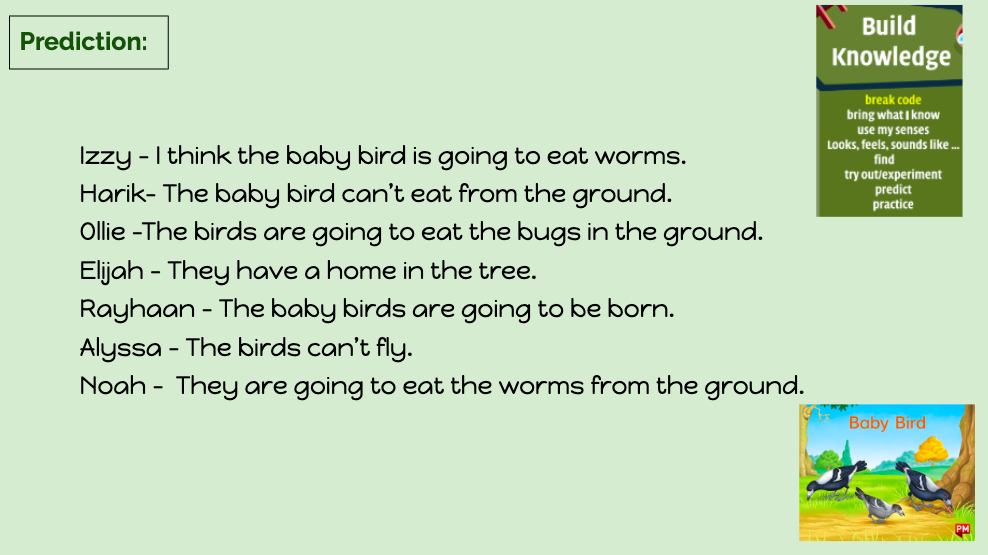 Prediction:
Build
Knowledge
break code
bring what I know
use my senses
Looks, feels, sounds like ...
find
try out/experiment
predict
practice
Izzy - I think the baby bird is going to eat worms.
Harik- The baby bird can't eat from the ground.
Ollie -The birds are going to eat the bugs in the ground.
Elijah - They have a home in the tree.
Rayhaan - The baby birds are going to be born.
Alyssa - The birds can't fly.
Noah -  They are going to eat the worms from the ground.
Baby Bird
PM